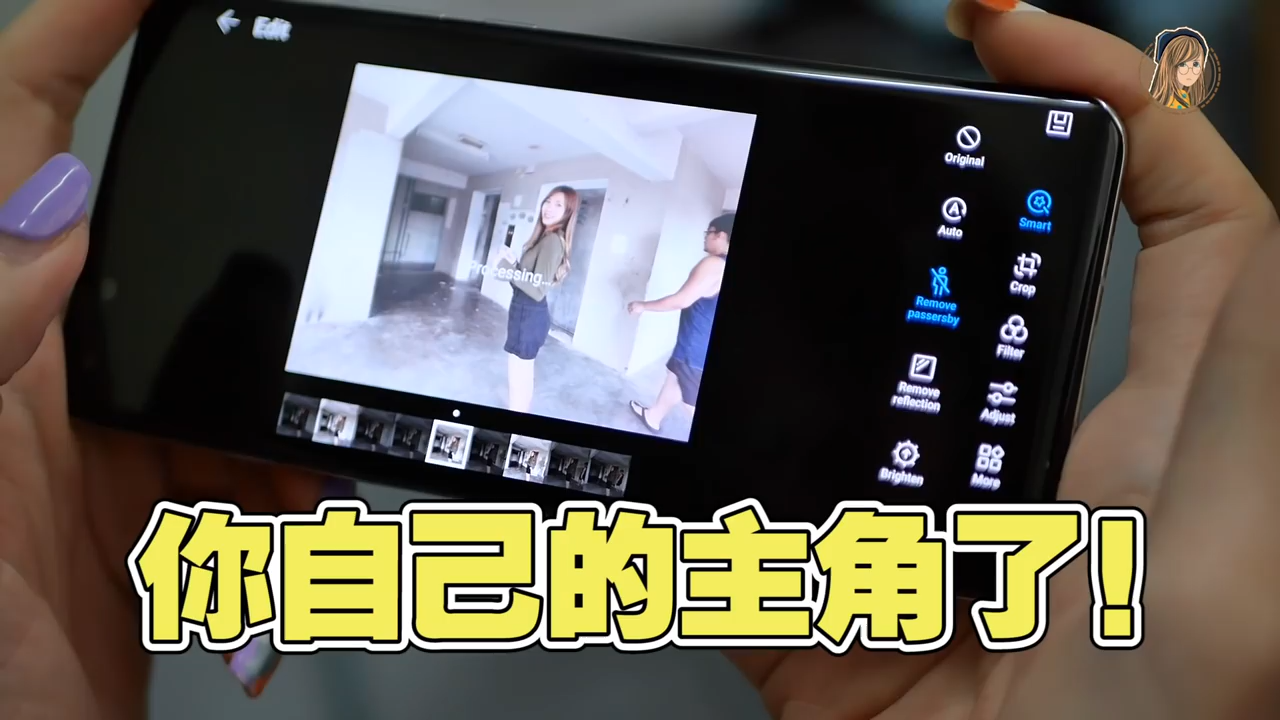 Edit
Original
Auto
Smart
Remove
passersby
Crop
Processing...
Filter
Remove
reflection
Adjust
Brighten
More
你自己的主角了!